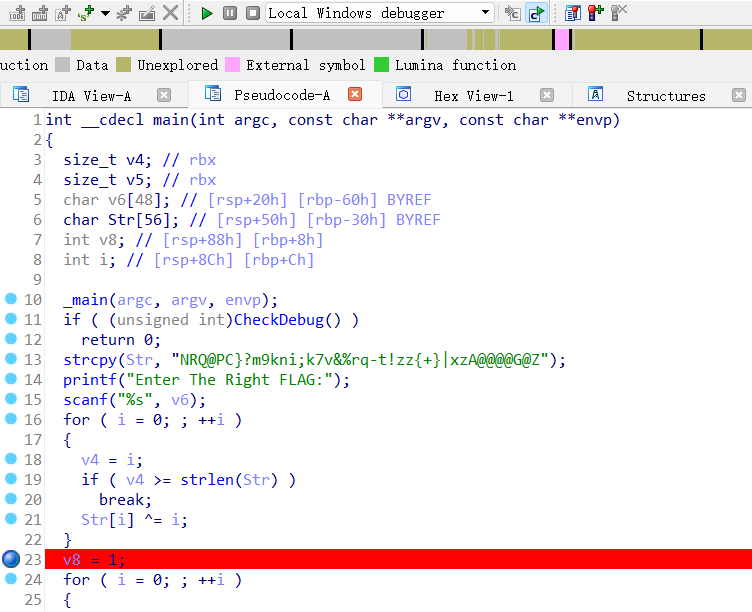 Local Windows debugger
uction Data Unexplored External symbol Lumina function
IDA View-A Pseudocode-A Hex View-1 Structures
1 int __cdecl main(int argc, const char **argv, const char **envp)
2 {
3 size_t v4; // rbx
4 size_t v5; // rbx
5 char v6[48]; // [rsp+20h] [rbp-60h] BYREF
6 char Str[56]; // [rsp+50h] [rbp-30h] BYREF
7 int v8; // [rsp+88h] [rbp+8h]
8 int i; // [rsp+8Ch] [rbp+Ch]
9
10 _main(argc, argv, envp);
11 if ( (unsigned int)CheckDebug() )
12 return 0;
13 strcpy(Str, "NRQ@PC}?m9kni;k7v&%rq-t!zz{+}|xzA@@@@G@Z");
14 printf("Enter The Right FLAG:");
15 scanf("%s", v6);
16 for ( i = 0; ; ++i )
17 {
18 v4 = i;
19 if ( v4 >= strlen(Str) )
20 break;
21 Str[i] ^= i;
22 }
23 v8 = 1;
24 for ( i = 0; ; ++i )
25 {